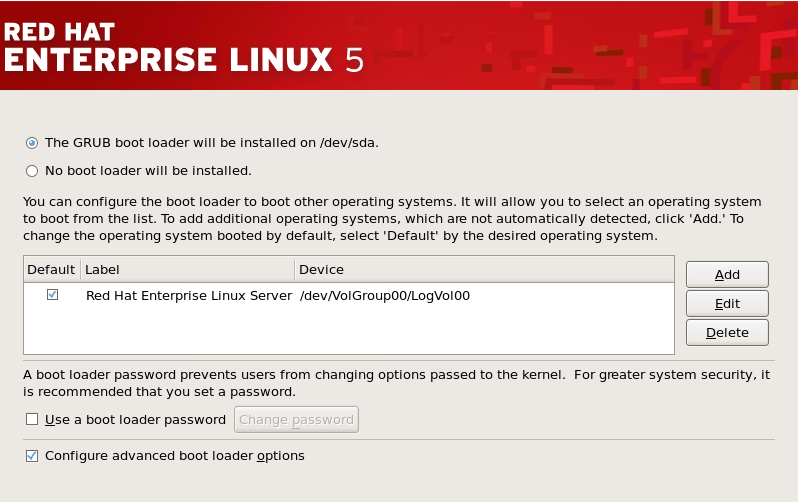 RED HAT
ENTERPRISE LINUX 5
The GRUB boot loader will be installed on /dev/sda.
No boot loader will be installed.
You can configure the boot loader to boot other operating systems. It will allow you to select an operating system
to boot from the list. To add additional operating systems, which are not automatically detected, click 'Add.' To
change the operating system booted by default, select 'Default' by the desired operating system.
Default Label Device
Red Hat Enterprise Linux Server /dev/VolGroup00/LogVol00
Add
Edit
Delete
A boot loader password prevents users from changing options passed to the kernel.  For greater system security, it
is recommended that you set a password.
Use a boot loader password Change password
Configure advanced boot loader options